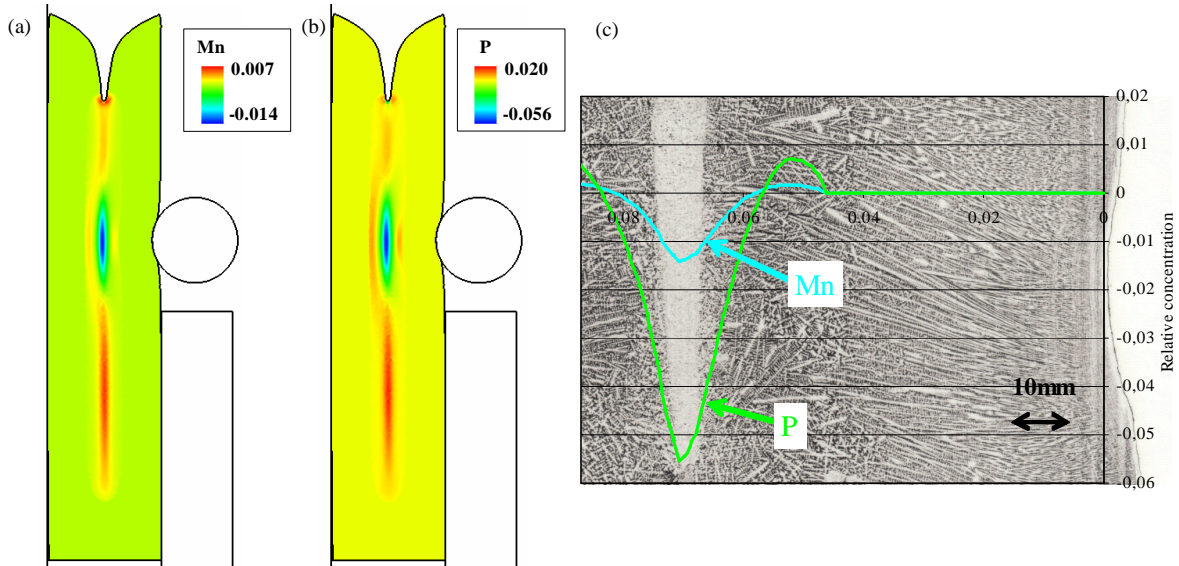 (a)
Mn
0.007
-0.014
(b)
P
0.020
-0.056
(c)
0,02
0,01
0
-0,01
-0,02
-0,03
-0,04
-0,05
-0,06
0,08
0,06
0,04
0,02
0
Relative concentration
Mn
P
10mm